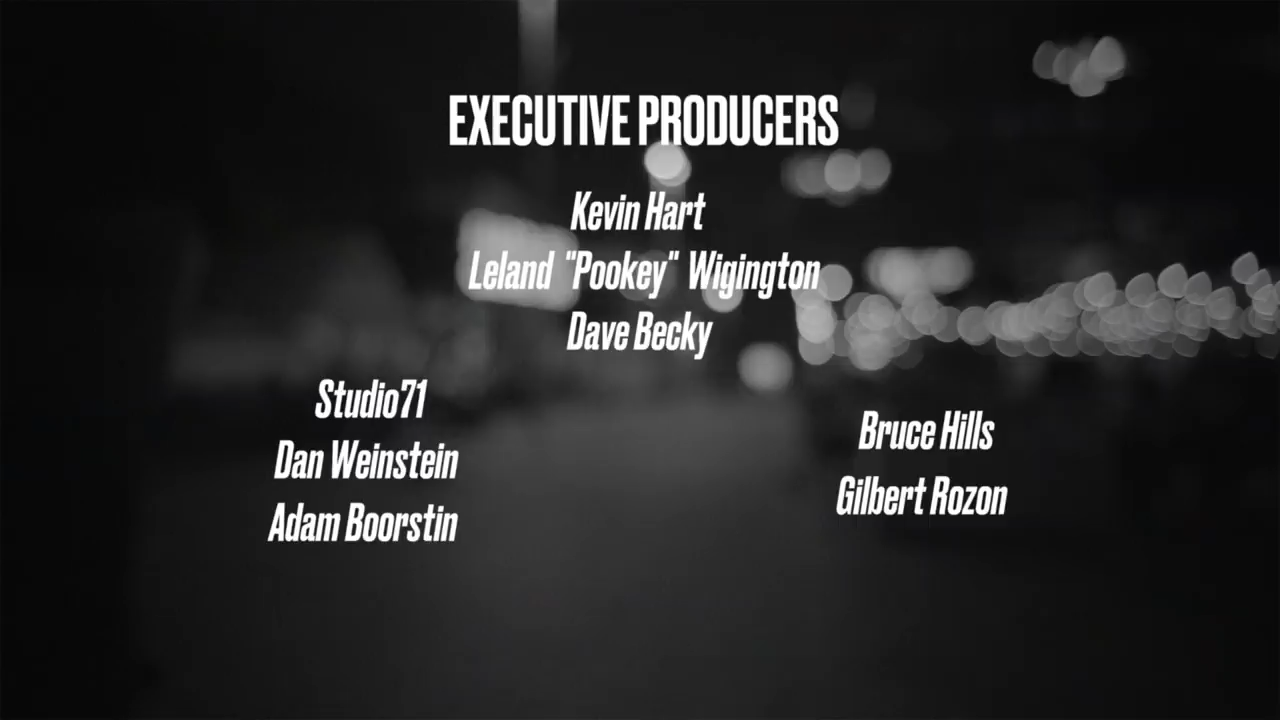 EXECUTIVE PRODUCERS
Kevin Hart
Leland "Pookey" Wigington
Dave Becky
Studio71
Dan Weinstein
Adam Boorstin
Bruce Hills
Gilbert Rozon